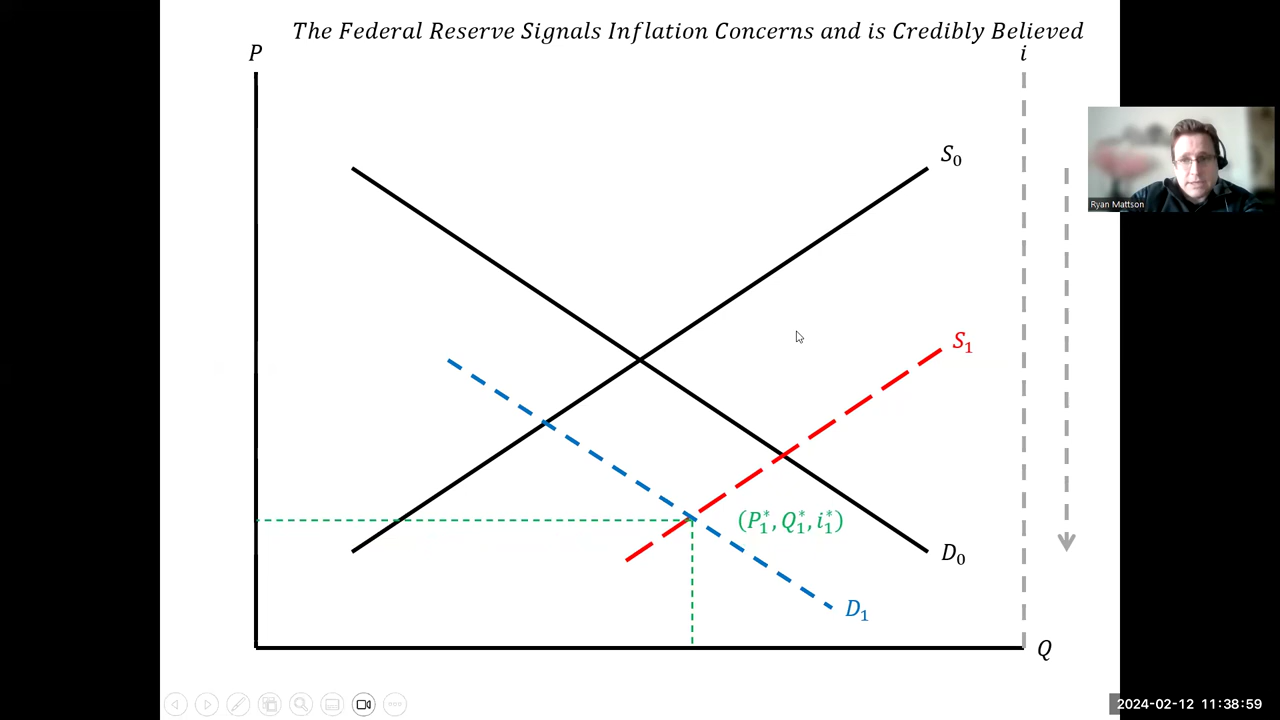 The Federal Reserve Signals Inflation Concerns and is Credibly Believed
P
i
S₀
Ryan Mattson
S₁
(P₁*, Q₁*, i₁*)
D₀
D₁
Q
2024-02-12 11:38:59